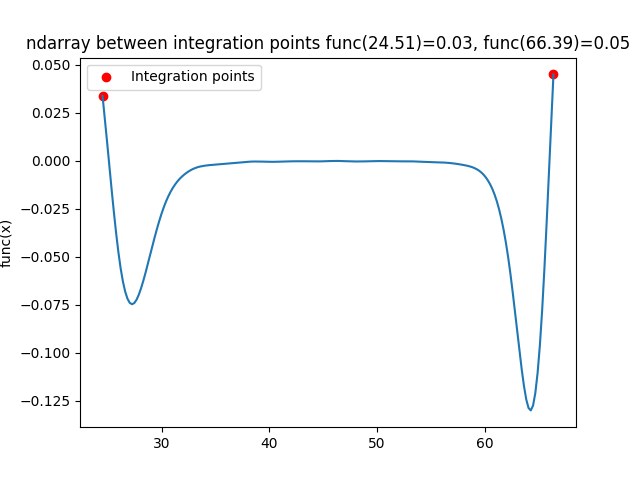 ndarray between integration points func(24.51)=0.03, func(66.39)=0.05
Integration points
0.050
0.025
0.000
−0.025
−0.050
−0.075
−0.100
−0.125
func(x)
30 40 50 60